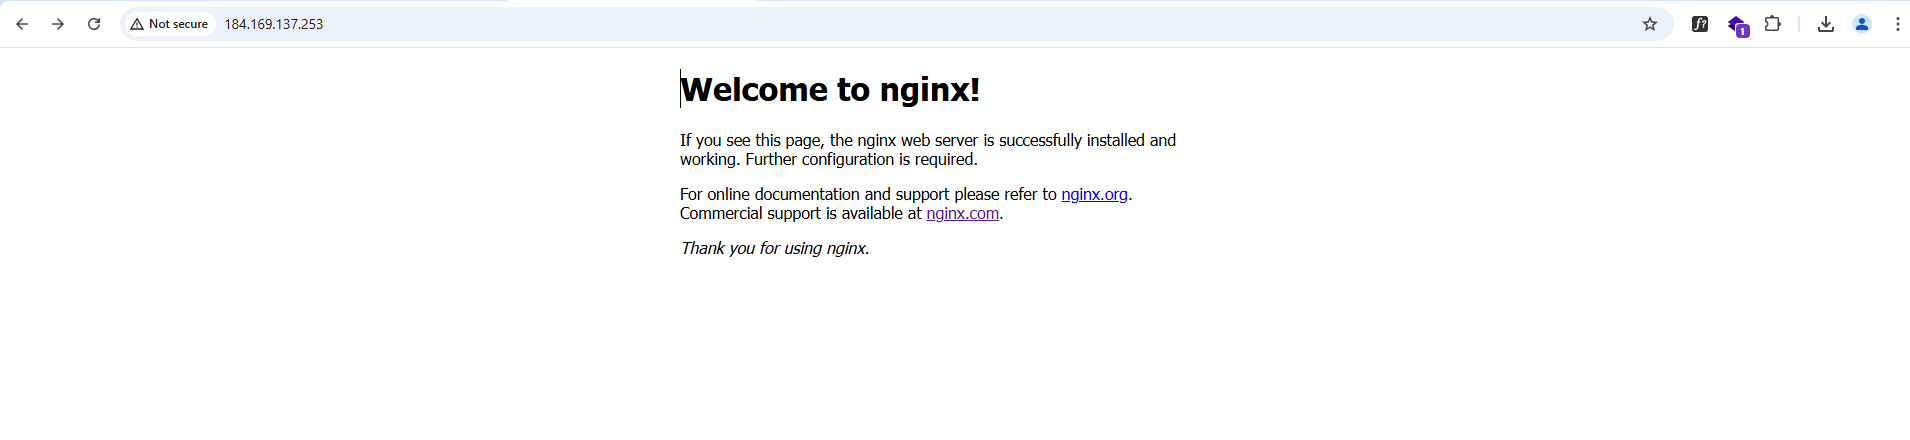 Not secure 184.169.137.253
f?
1
Welcome to nginx!
If you see this page, the nginx web server is successfully installed and
working. Further configuration is required.
For online documentation and support please refer to nginx.org.
Commercial support is available at nginx.com.
Thank you for using nginx.